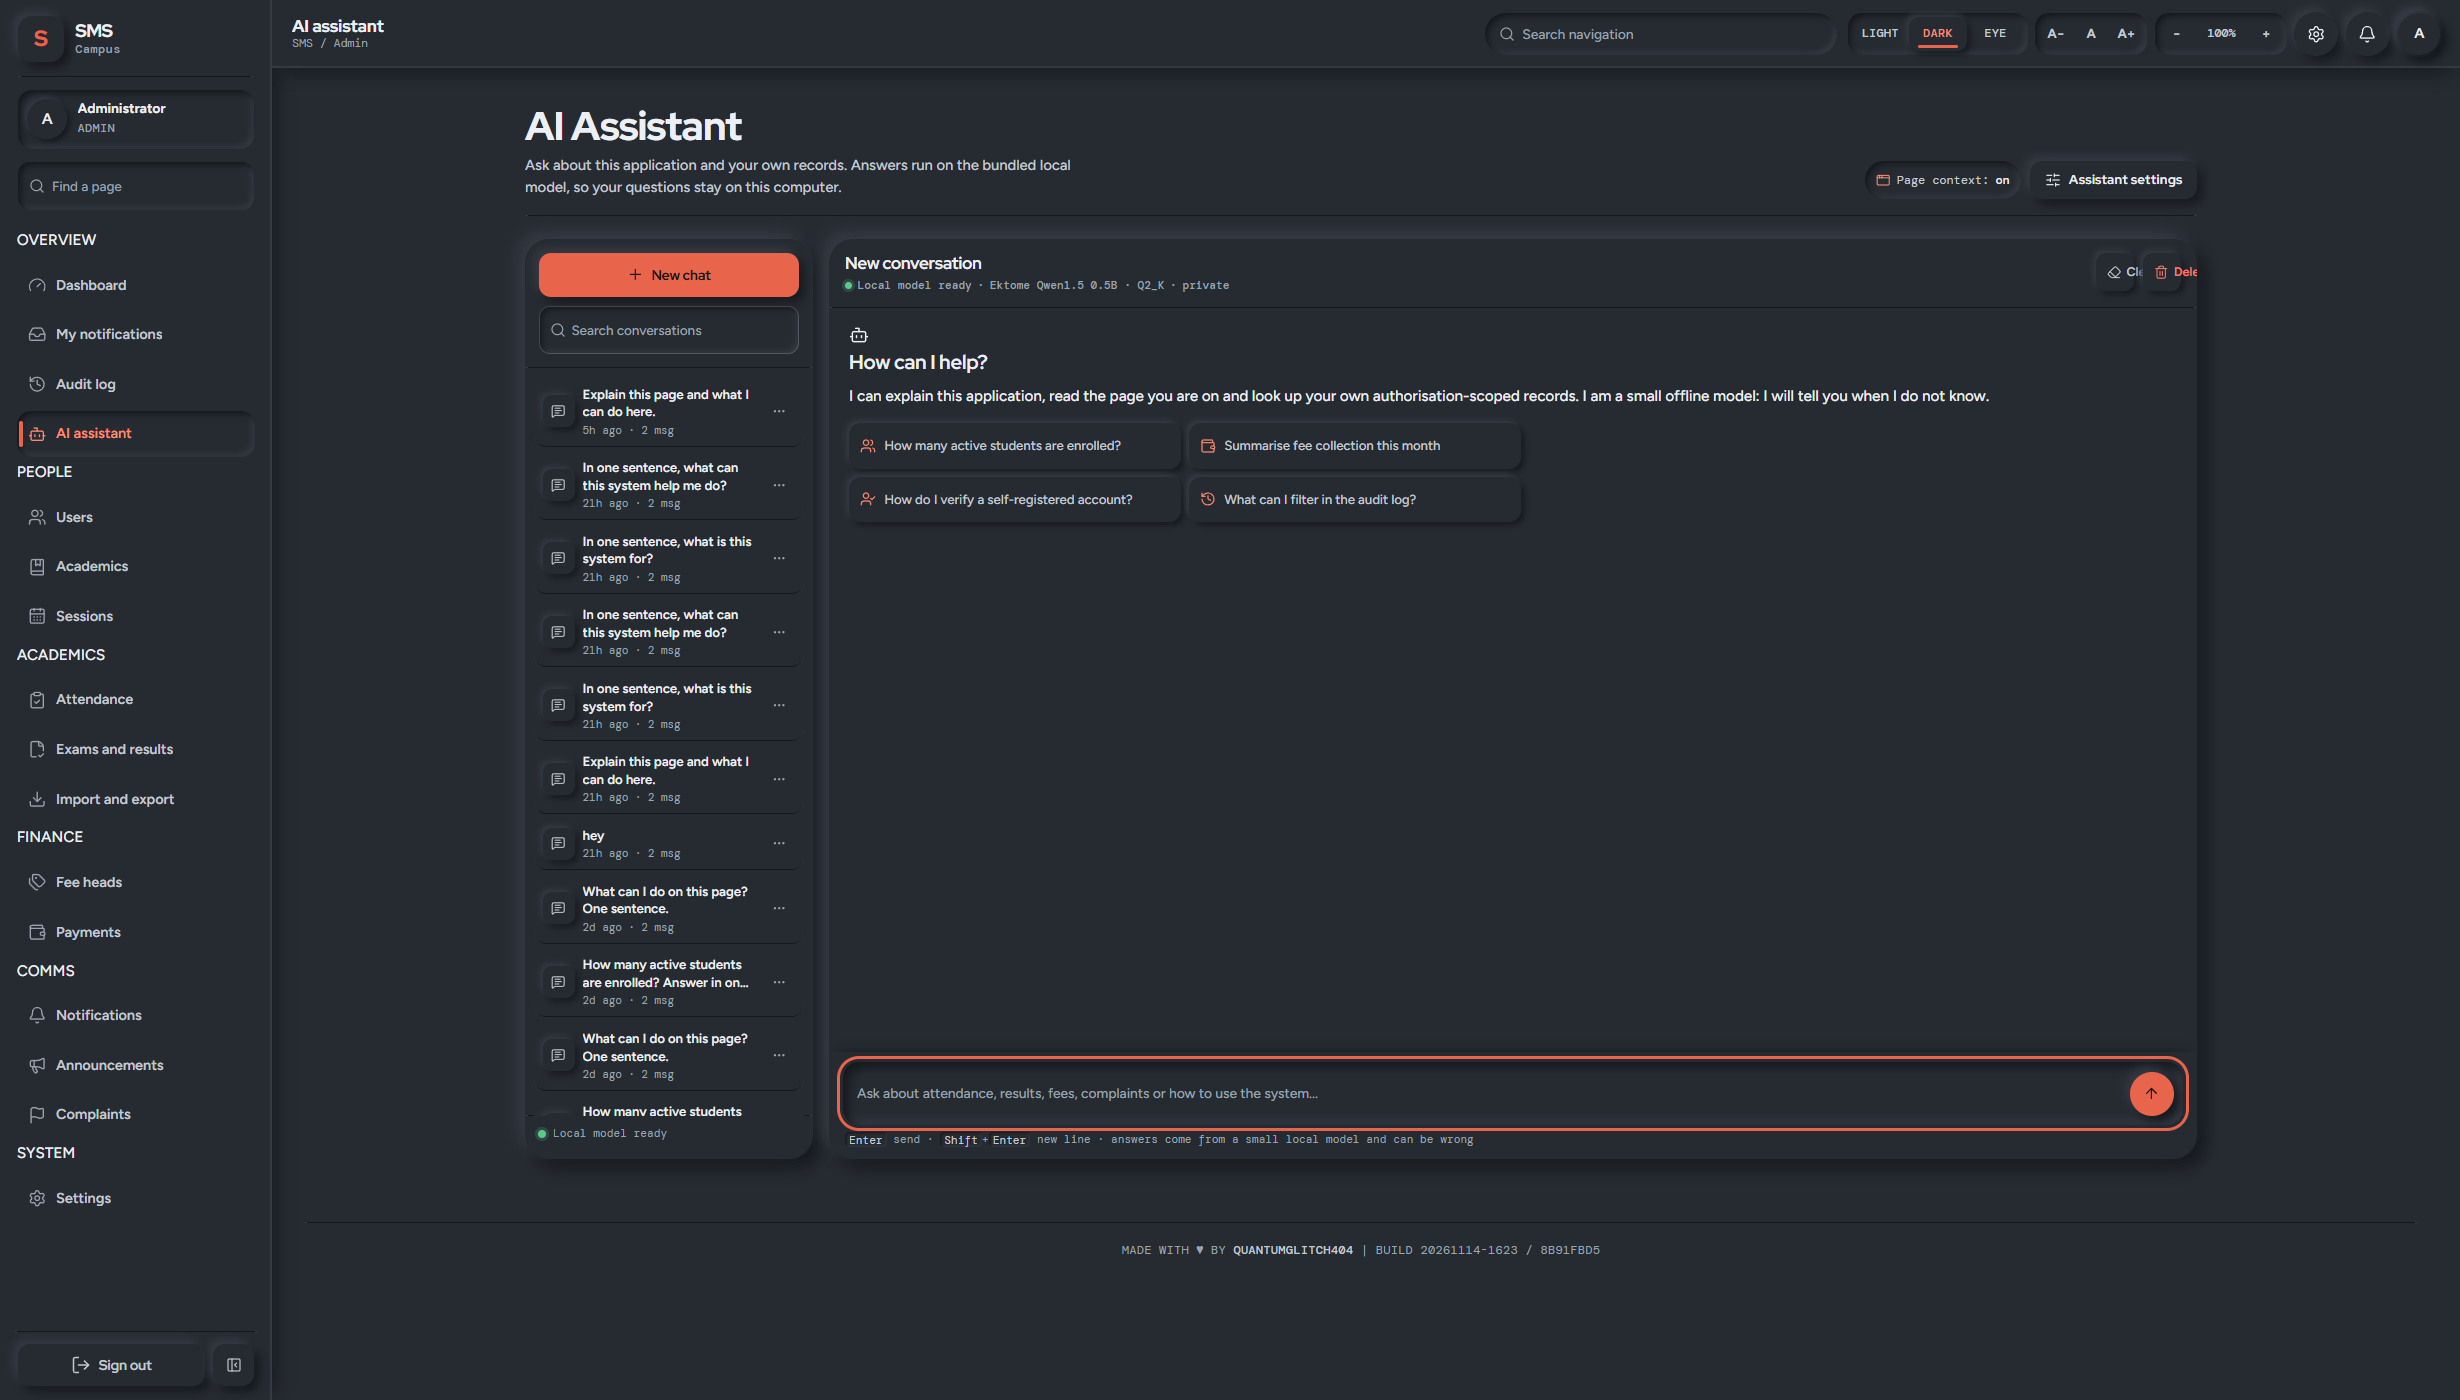 S
SMS
Campus
A
Administrator
ADMIN
Find a page
OVERVIEW
Dashboard
My notifications
Audit log
AI assistant
PEOPLE
Users
Academics
Sessions
ACADEMICS
Attendance
Exams and results
Import and export
FINANCE
Fee heads
Payments
COMMS
Notifications
Announcements
Complaints
SYSTEM
Settings
Sign out
AI assistant
SMS / Admin
Search navigation
LIGHT DARK EYE
A- A A+
- 100% +
A
AI Assistant
Ask about this application and your own records. Answers run on the bundled local
model, so your questions stay on this computer.
Page context: on
Assistant settings
+ New chat
Search conversations
Explain this page and what I
can do here.
5h ago · 2 msg
In one sentence, what can
this system help me do?
21h ago · 2 msg
In one sentence, what is this
system for?
21h ago · 2 msg
In one sentence, what can
this system help me do?
21h ago · 2 msg
In one sentence, what is this
system for?
21h ago · 2 msg
Explain this page and what I
can do here.
21h ago · 2 msg
hey
21h ago · 2 msg
What can I do on this page?
One sentence.
2d ago · 2 msg
How many active students
are enrolled? Answer in on...
2d ago · 2 msg
What can I do on this page?
One sentence.
2d ago · 2 msg
How many active students
Local model ready
New conversation
Local model ready · Ektome Qwen1.5 0.5B · Q2_K · private
Cle
Dele
How can I help?
I can explain this application, read the page you are on and look up your own authorisation-scoped records. I am a small offline model: I will tell you when I do not know.
How many active students are enrolled?
Summarise fee collection this month
How do I verify a self-registered account?
What can I filter in the audit log?
Ask about attendance, results, fees, complaints or how to use the system...
Enter send · Shift + Enter new line · answers come from a small local model and can be wrong
MADE WITH ♥ BY QUANTUMGLITCH404 | BUILD 20261114-1623 / 8B91FBD5